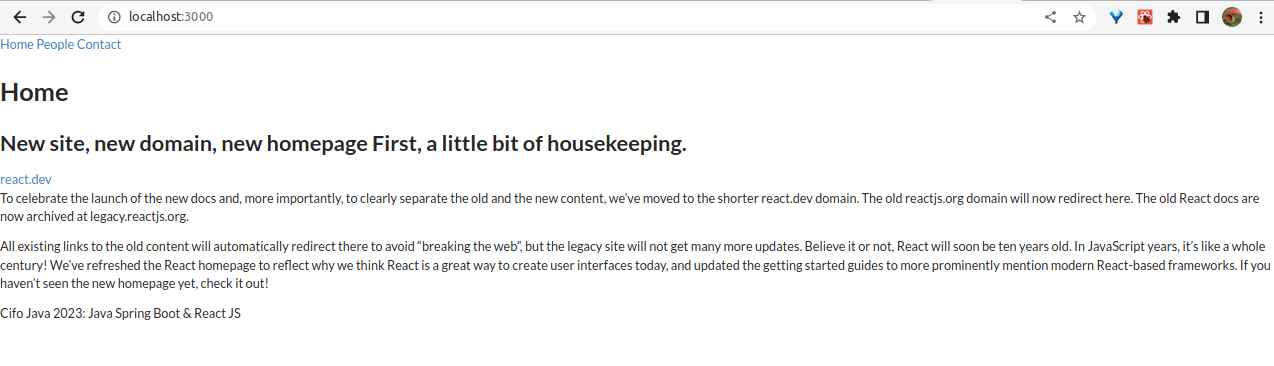 localhost:3000
Home People Contact
Home
New site, new domain, new homepage First, a little bit of housekeeping.
react.dev
To celebrate the launch of the new docs and, more importantly, to clearly separate the old and the new content, we’ve moved to the shorter react.dev domain. The old reactjs.org domain will now redirect here. The old React docs are
now archived at legacy.reactjs.org.
All existing links to the old content will automatically redirect there to avoid “breaking the web”, but the legacy site will not get many more updates. Believe it or not, React will soon be ten years old. In JavaScript years, it’s like a whole
century! We’ve refreshed the React homepage to reflect why we think React is a great way to create user interfaces today, and updated the getting started guides to more prominently mention modern React-based frameworks. If you
haven’t seen the new homepage yet, check it out!
Cifo Java 2023: Java Spring Boot & React JS